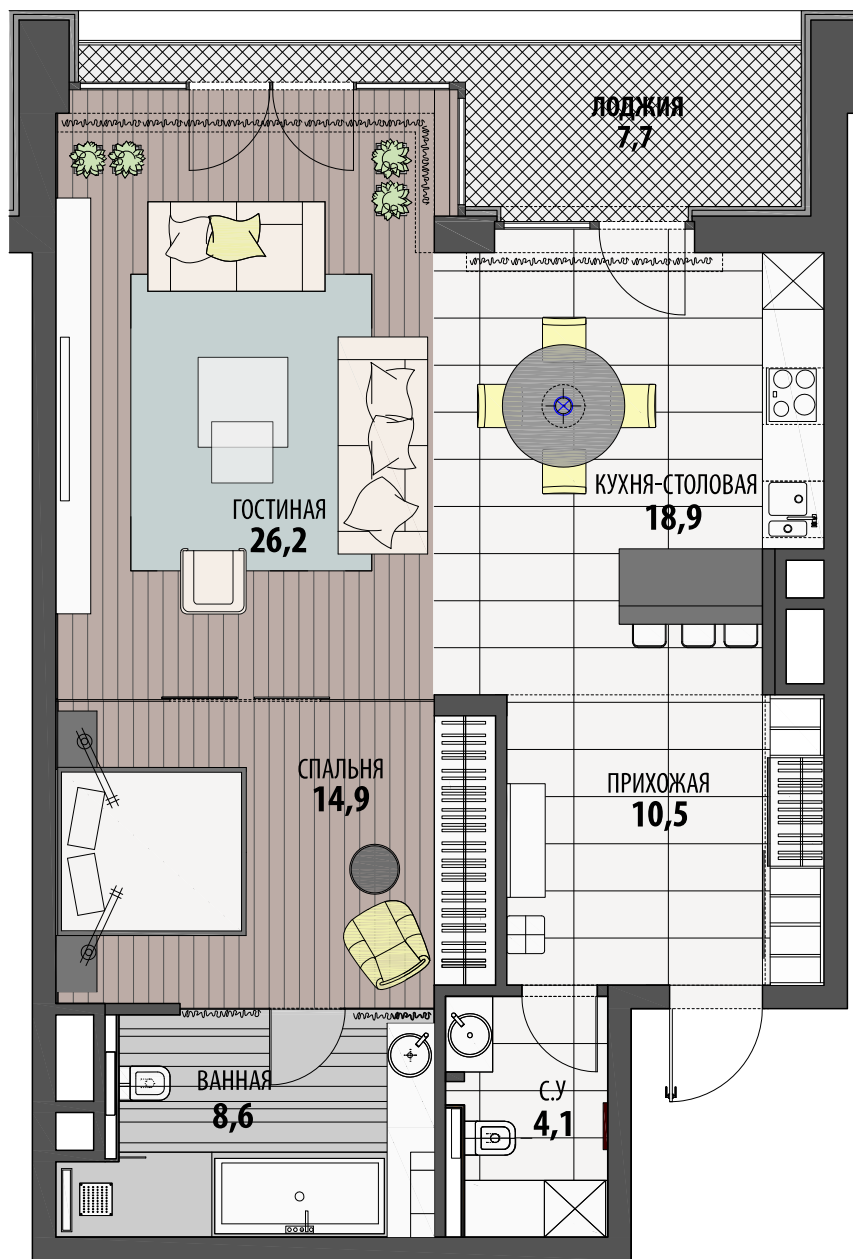 ЛОДЖИЯ
7,7
ГОСТИНАЯ
26,2
КУХНЯ-СТОЛОВАЯ
18,9
СПАЛЬНЯ
14,9
ПРИХОЖАЯ
10,5
ВАННАЯ
8,6
С.У
4,1